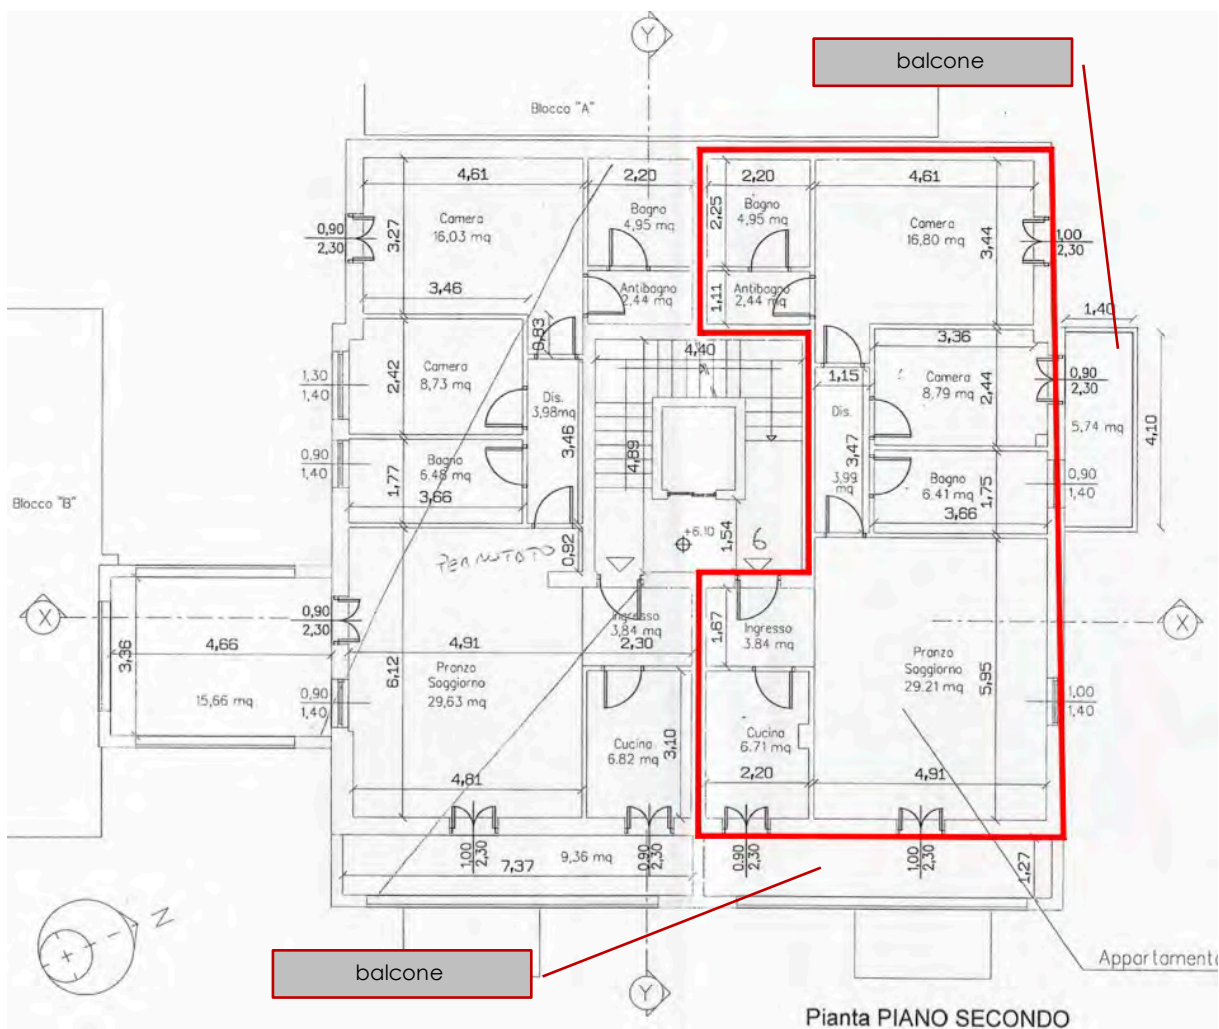 Y
balcone
Blocco "A"
4,61
2,20
2,20
4,61
Camera
16,03 mq
Bagno
4,95 mq
Bagno
4,95 mq
Camera
16,80 mq
3,27
2,25
3,44
0,90
2,30
1,00
2,30
3,46
Antibagno
2,44 mq
Antibagno
2,44 mq
1,11
0,83
1,40
4,40
3,36
Camera
8,73 mq
2,42
1,30
1,40
1,15
Camera
8,79 mq
2,44
0,90
2,30
Dis.
3,98mq
3,46
4,89
Dis.
3,47
3,99
mq
5,74 mq
4,10
Bagno
6,48 mq
1,77
0,90
1,40
3,66
Bagno
6.41 mq
1,75
0,90
1,40
3,66
Blocco "B"
+6.10
1,54
6
PERMUTATO
0,92
X
0,90
2,30
4,66
3,36
15,66 mq
4,91
Ingresso
3,84 mq
2,30
1,67
Ingresso
3.84 mq
X
Pranzo
Soggiorno
29,63 mq
6,12
0,90
1,40
Pranzo
Soggiorno
29.21 mq
5,95
1,00
1,40
Cucina
6.82 mq
3,10
Cucina
6.71 mq
4,81
2,20
4,91
1,00
2,30
0,90
2,30
0,90
2,30
1,00
2,30
9,36 mq
7,37
1,27
N
balcone
Y
Appartamento
Pianta PIANO SECONDO